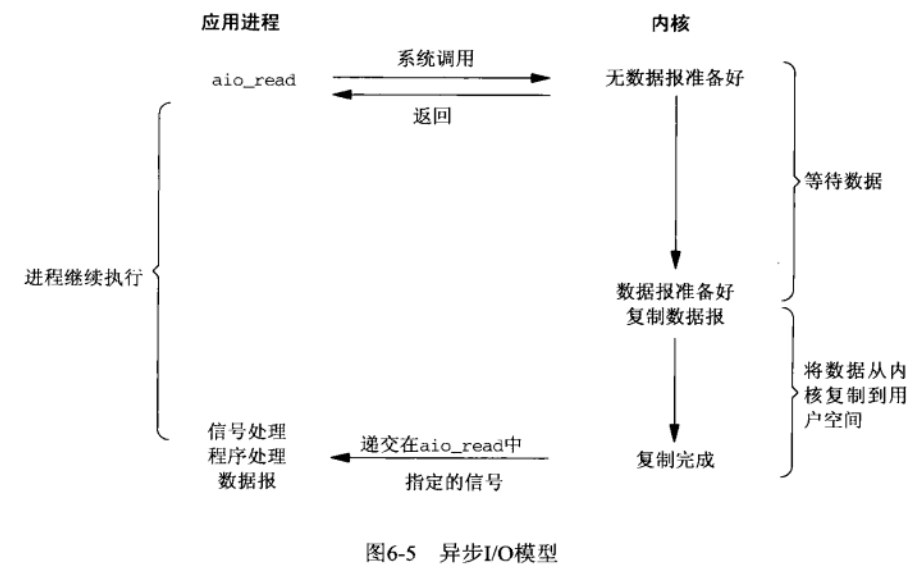 应用进程
内核
系统调用
aio_read
无数据报准备好
返回
等待数据
进程继续执行
数据报准备好
复制数据报
将数据从内
核复制到用
户空间
信号处理
程序处理
数据报
递交在aio_read中
指定的信号
复制完成
图6-5 异步I/O模型